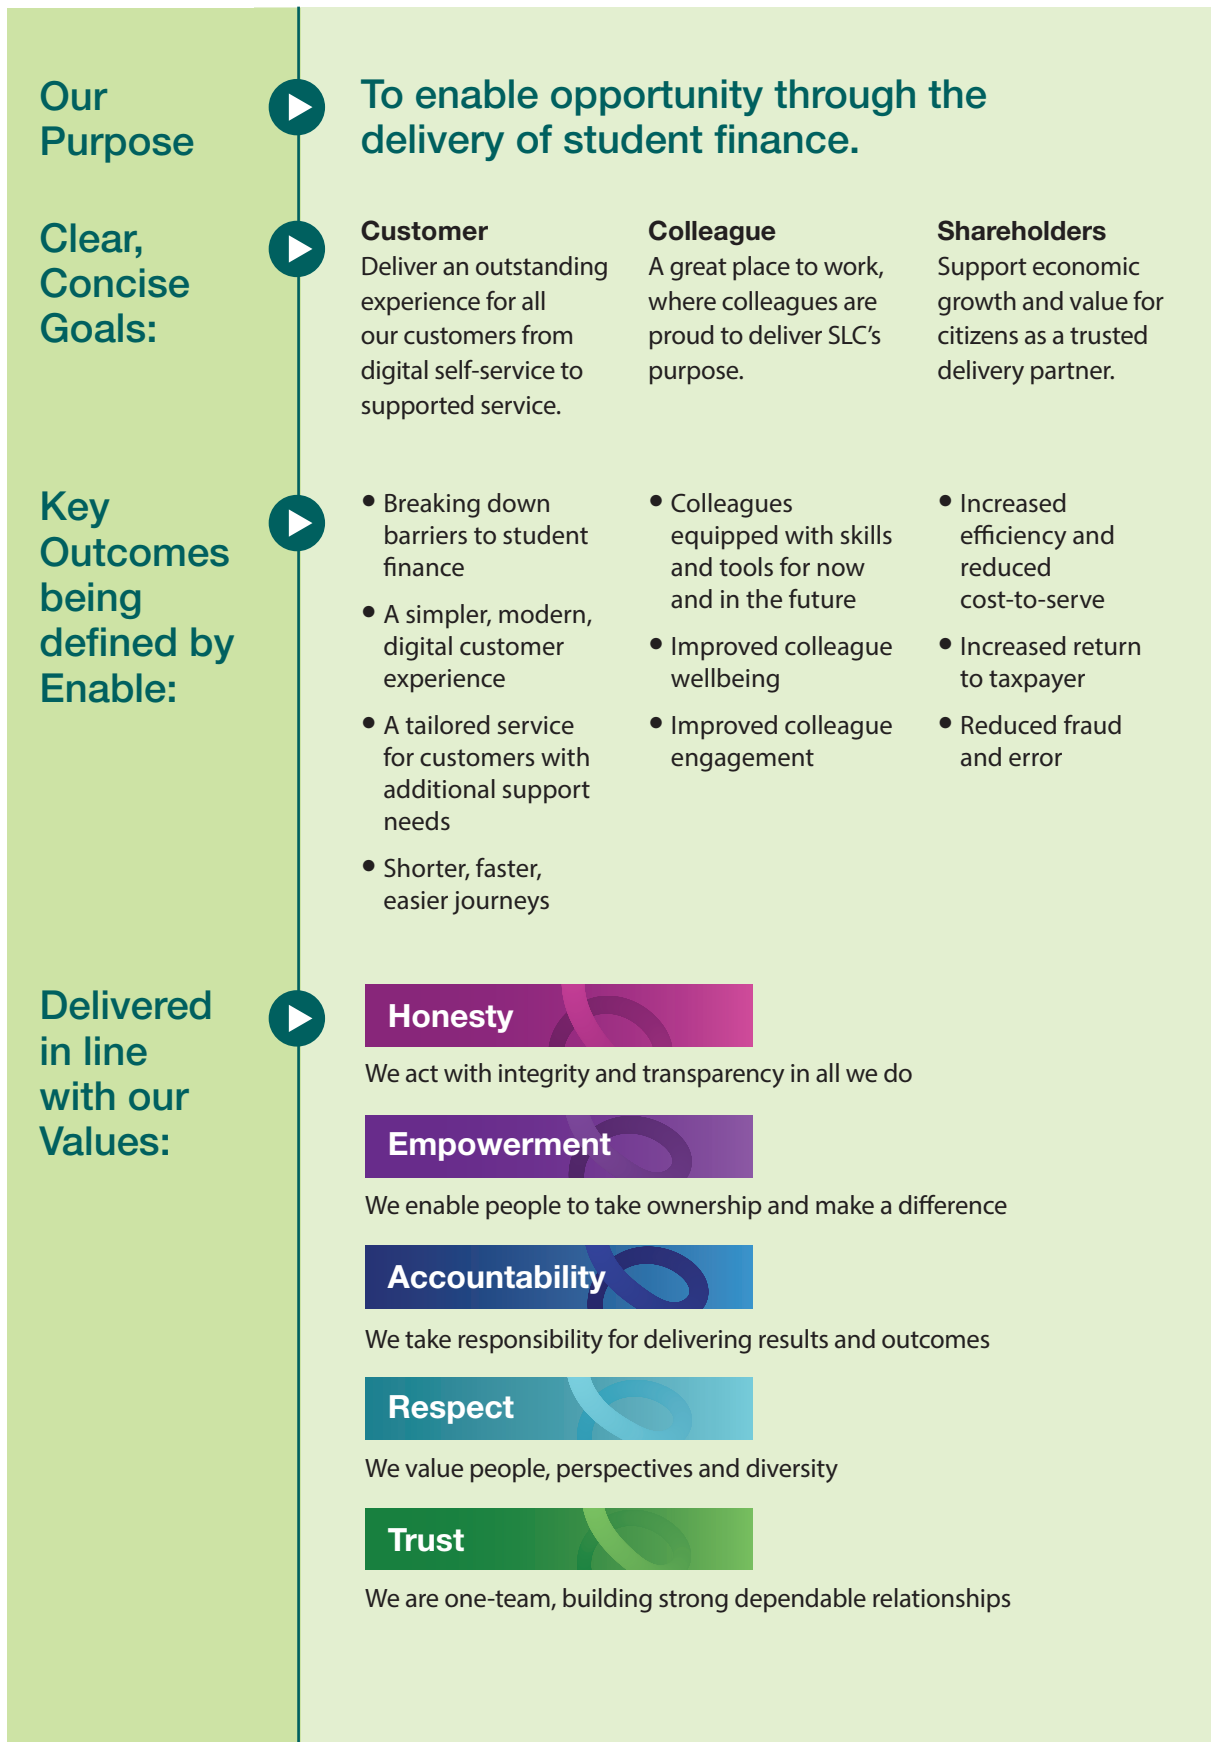 Our
Purpose
To enable opportunity through the
delivery of student finance.
Clear,
Concise
Goals:
Customer
Deliver an outstanding
experience for all
our customers from
digital self-service to
supported service.
Colleague
A great place to work,
where colleagues are
proud to deliver SLC’s
purpose.
Shareholders
Support economic
growth and value for
citizens as a trusted
delivery partner.
Key
Outcomes
being
defined by
Enable:
• Breaking down
barriers to student
finance
• A simpler, modern,
digital customer
experience
• A tailored service
for customers with
additional support
needs
• Shorter, faster,
easier journeys
• Colleagues
equipped with skills
and tools for now
and in the future
• Improved colleague
wellbeing
• Improved colleague
engagement
• Increased
efficiency and
reduced
cost-to-serve
• Increased return
to taxpayer
• Reduced fraud
and error
Delivered
in line
with our
Values:
Honesty
We act with integrity and transparency in all we do
Empowerment
We enable people to take ownership and make a difference
Accountability
We take responsibility for delivering results and outcomes
Respect
We value people, perspectives and diversity
Trust
We are one-team, building strong dependable relationships